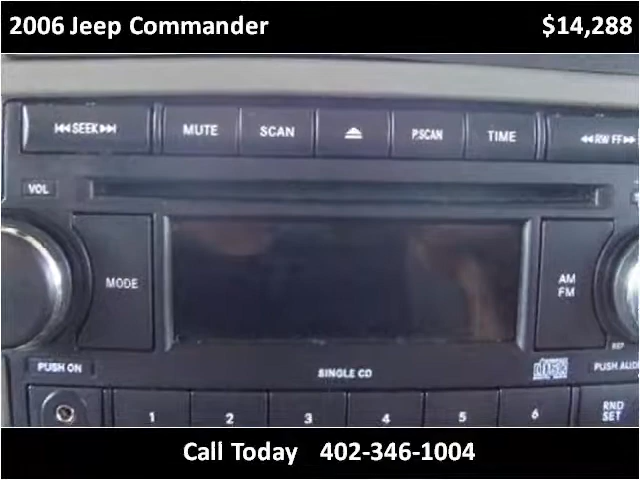 2006 Jeep Commander $14,288
SEEK MUTE SCAN P.SCAN TIME RW FF
VOL
MODE AM
FM
PUSH ON SINGLE CD PUSH
1 2 3 4 5 6 RND
SET
Call Today 402-346-1004